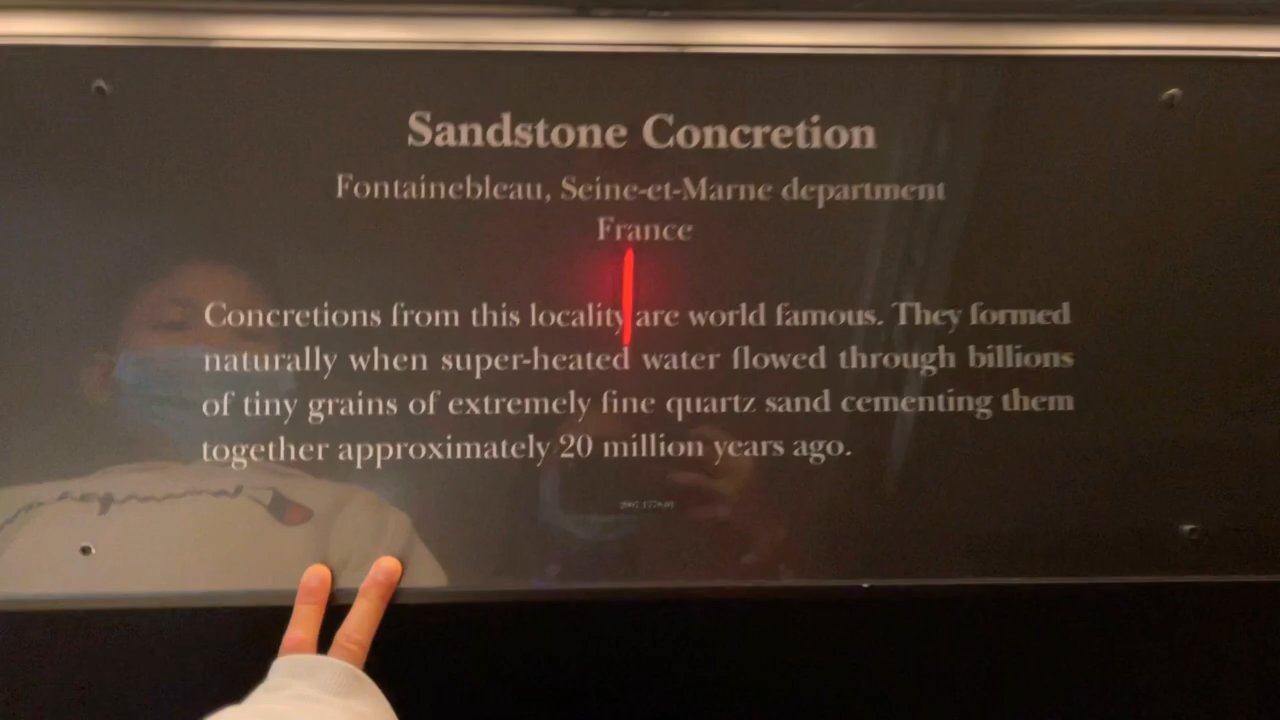 Sandstone Concretion
Fontainebleau, Seine-et-Marne department
France
Concretions from this locality are world famous. They formed
naturally when super-heated water flowed through billions
of tiny grains of extremely fine quartz sand cementing them
together approximately 20 million years ago.